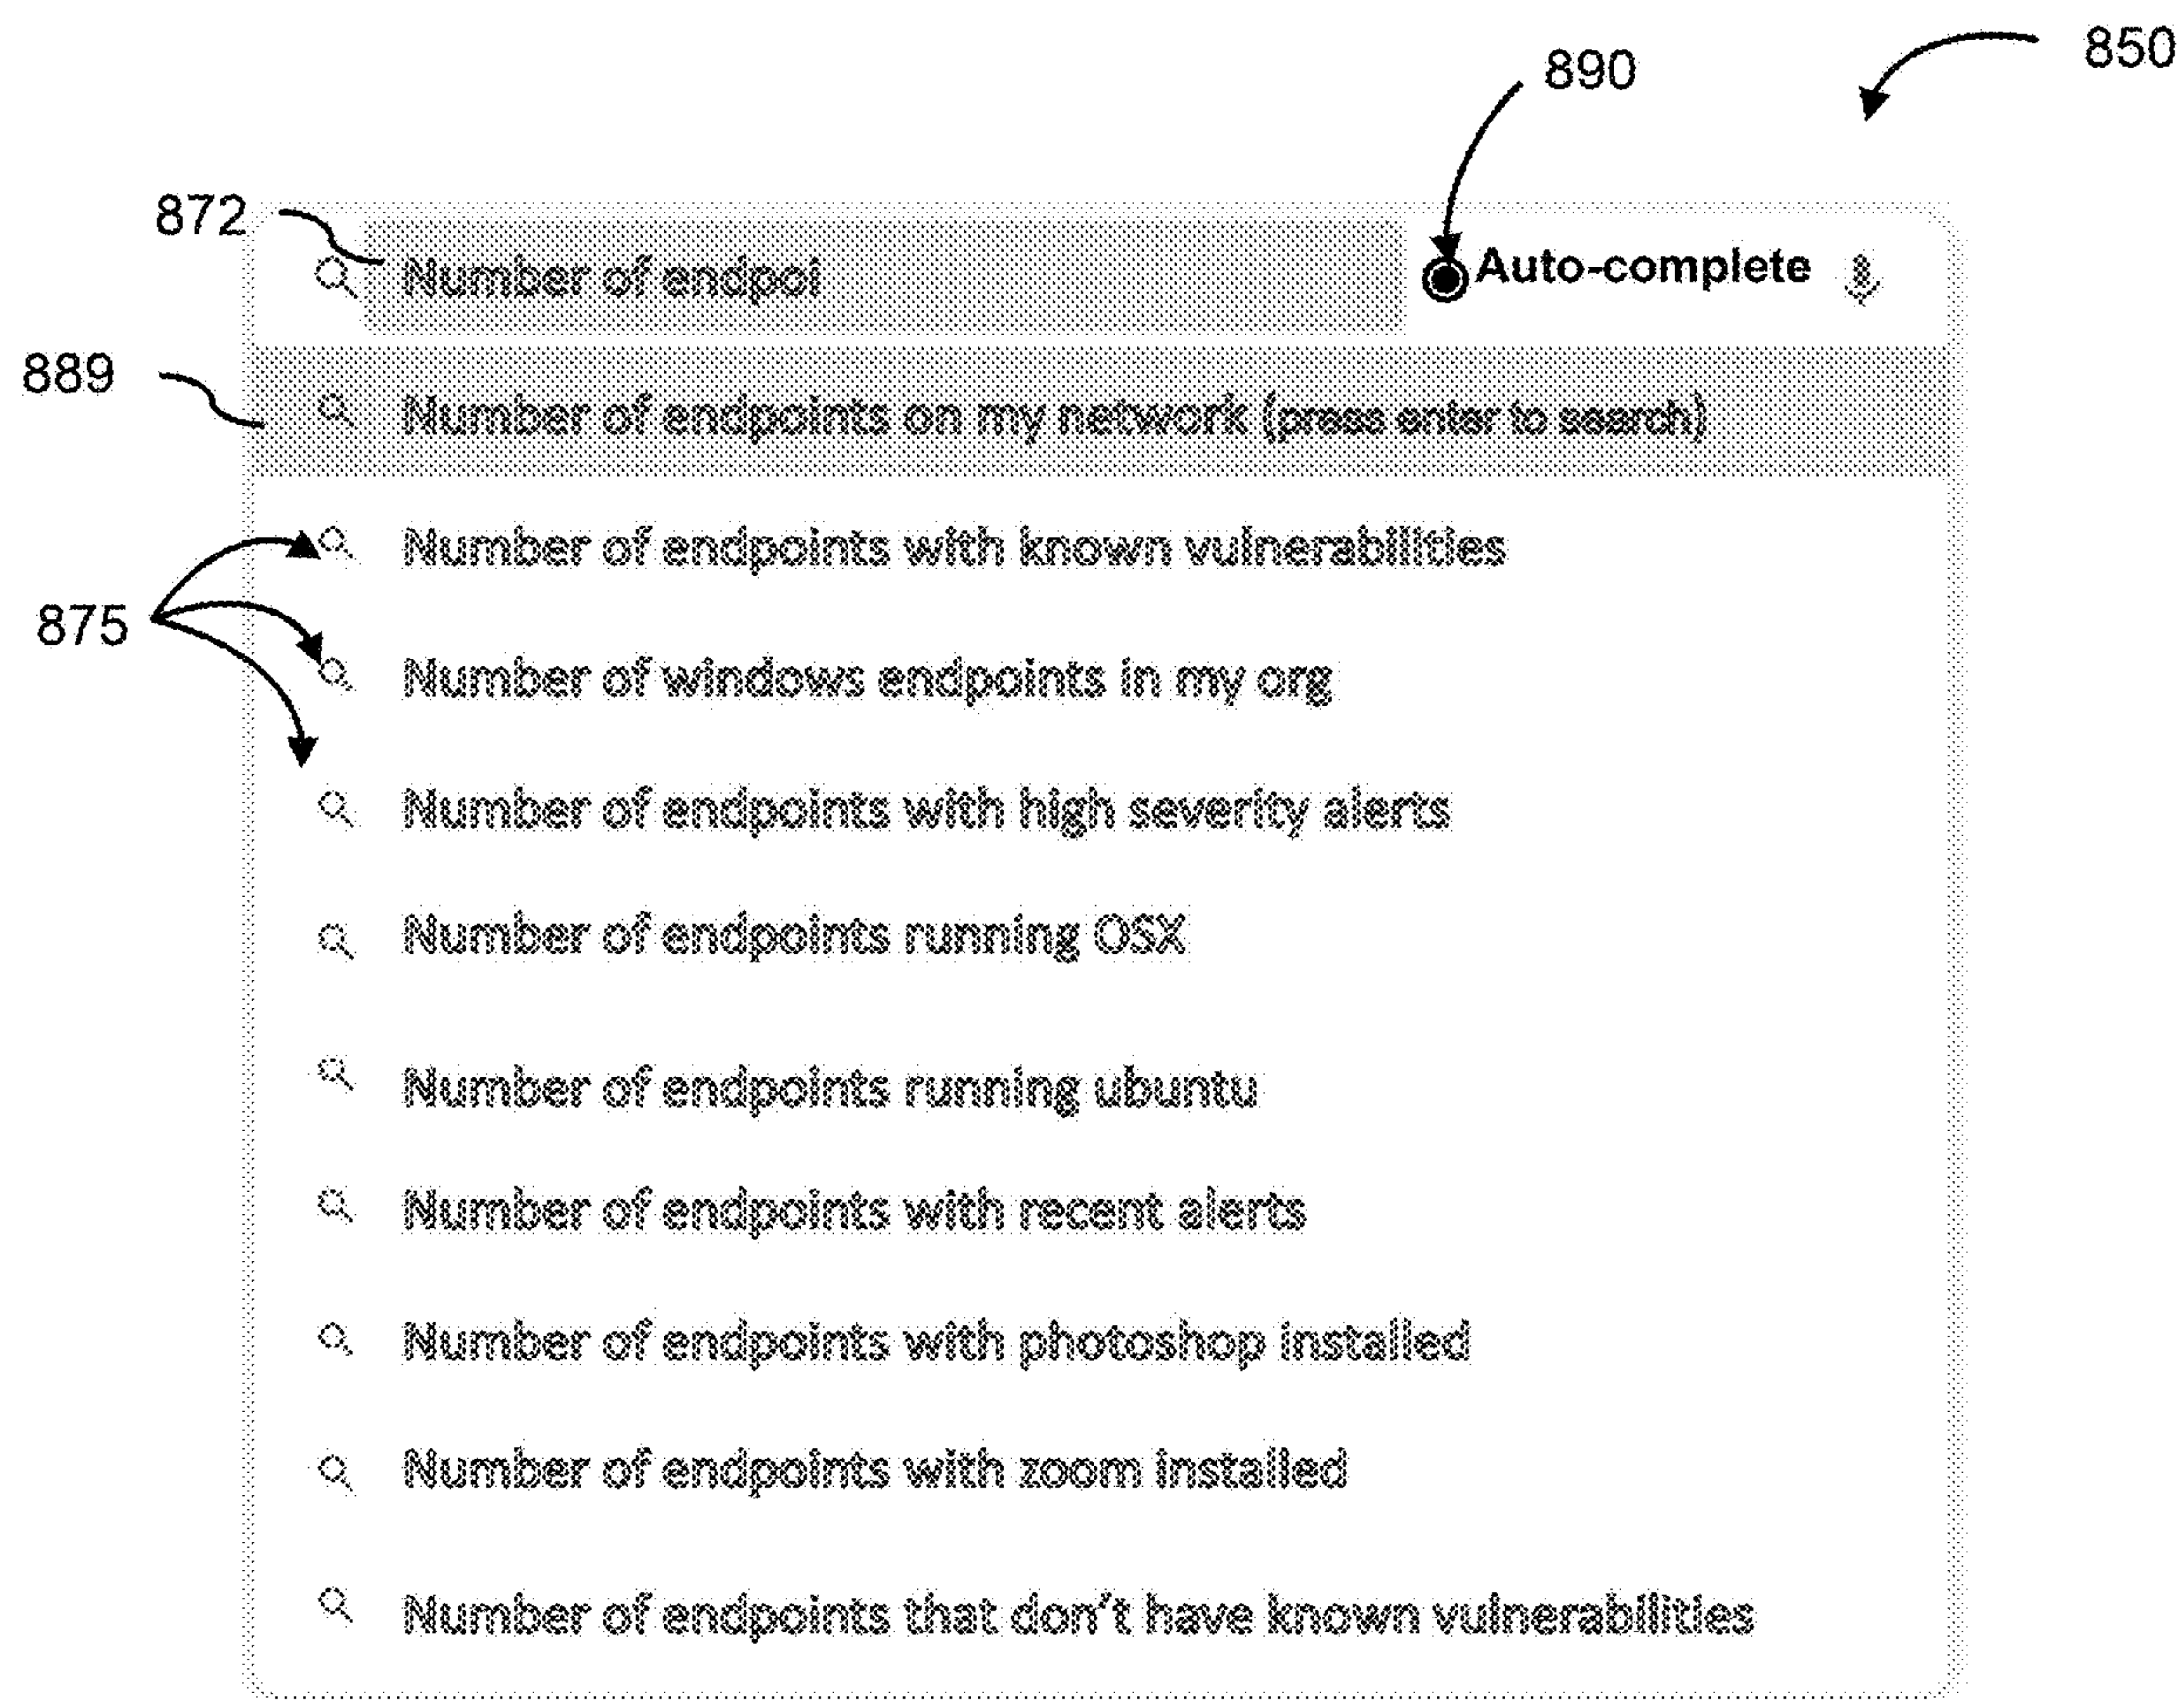 850
890
872
Number of endpoi
Auto-complete
889
Number of endpoints on my network (press enter to search)
Number of endpoints with known vulnerabilities
875
Number of windows endpoints in my org
Number of endpoints with high severity alerts
Number of endpoints running OSX
Number of endpoints running ubuntu
Number of endpoints with recent alerts
Number of endpoints with photoshop installed
Number of endpoints with zoom installed
Number of endpoints that don't have known vulnerabilities